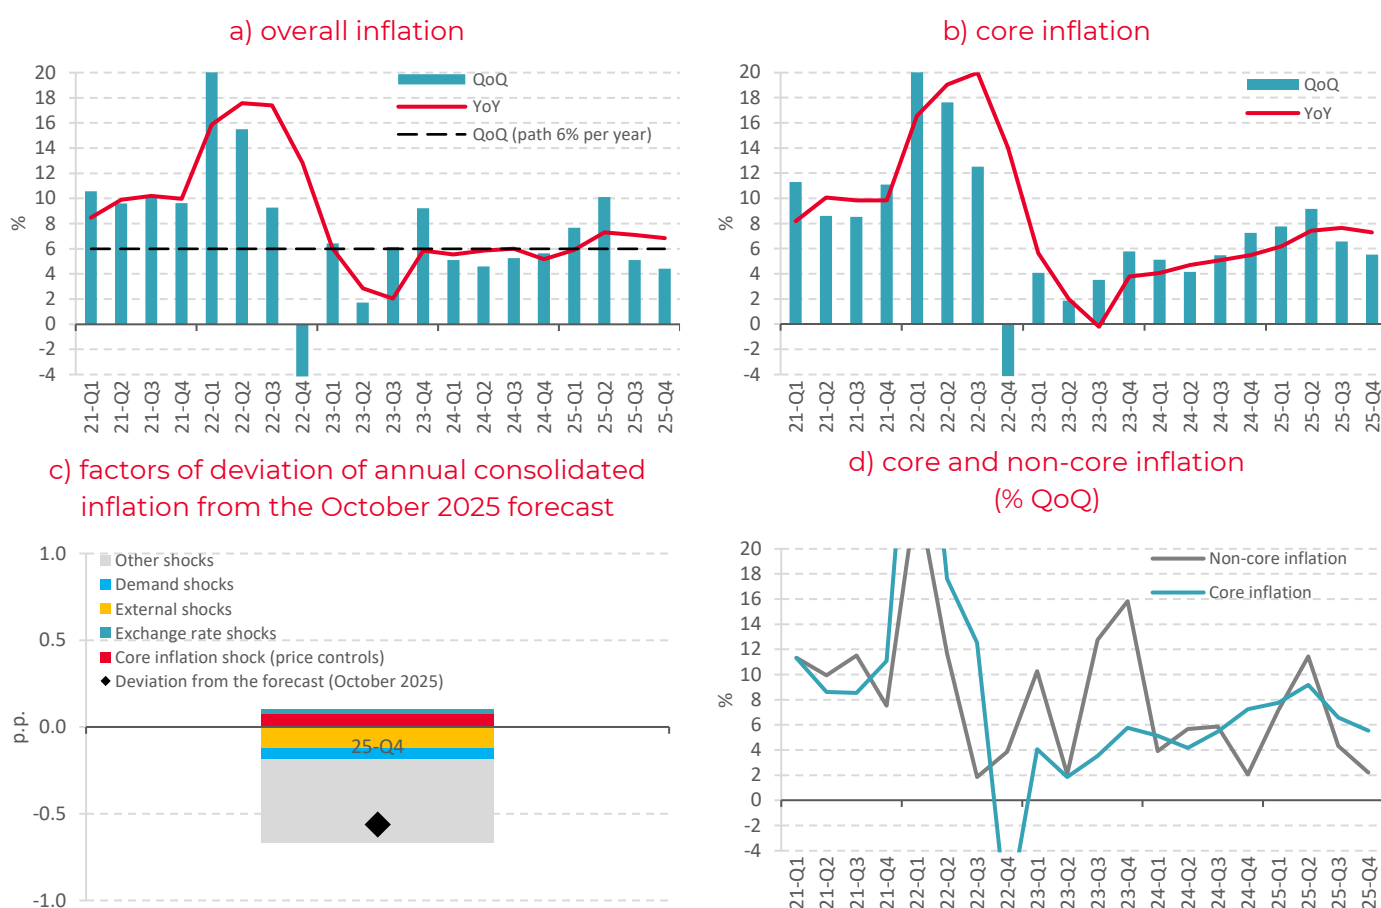 a) overall inflation
20
18
16
14
12
10
8
6
4
2
0
-2
-4
%
QoQ
YoY
QoQ (path 6% per year)
21-Q1
21-Q2
21-Q3
21-Q4
22-Q1
22-Q2
22-Q3
22-Q4
23-Q1
23-Q2
23-Q3
23-Q4
24-Q1
24-Q2
24-Q3
24-Q4
25-Q1
25-Q2
25-Q3
25-Q4
b) core inflation
20
18
16
14
12
10
8
6
4
2
0
-2
-4
%
QoQ
YoY
21-Q1
21-Q2
21-Q3
21-Q4
22-Q1
22-Q2
22-Q3
22-Q4
23-Q1
23-Q2
23-Q3
23-Q4
24-Q1
24-Q2
24-Q3
24-Q4
25-Q1
25-Q2
25-Q3
25-Q4
c) factors of deviation of annual consolidated
inflation from the October 2025 forecast
1.0
0.5
0.0
-0.5
-1.0
p.p.
Other shocks
Demand shocks
External shocks
Exchange rate shocks
Core inflation shock (price controls)
Deviation from the forecast (October 2025)
25-Q4
d) core and non-core inflation
(% QoQ)
20
18
16
14
12
10
8
6
4
2
0
-2
-4
%
Non-core inflation
Core inflation
21-Q1
21-Q2
21-Q3
21-Q4
22-Q1
22-Q2
22-Q3
22-Q4
23-Q1
23-Q2
23-Q3
23-Q4
24-Q1
24-Q2
24-Q3
24-Q4
25-Q1
25-Q2
25-Q3
25-Q4